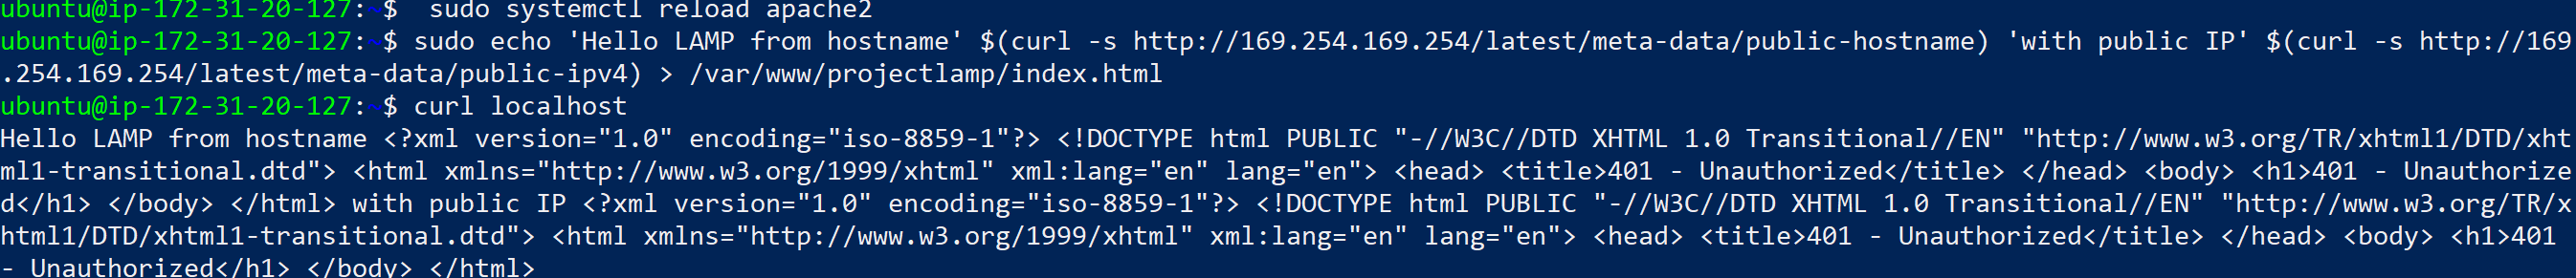 ubuntu@ip-172-31-20-127:~$  sudo systemctl reload apache2
ubuntu@ip-172-31-20-127:~$ sudo echo 'Hello LAMP from hostname' $(curl -s http://169.254.169.254/latest/meta-data/public-hostname) 'with public IP' $(curl -s http://169
.254.169.254/latest/meta-data/public-ipv4) > /var/www/projectlamp/index.html
ubuntu@ip-172-31-20-127:~$ curl localhost
Hello LAMP from hostname <?xml version="1.0" encoding="iso-8859-1"?> <!DOCTYPE html PUBLIC "-//W3C//DTD XHTML 1.0 Transitional//EN" "http://www.w3.org/TR/xhtml1/DTD/xht
ml1-transitional.dtd"> <html xmlns="http://www.w3.org/1999/xhtml" xml:lang="en" lang="en"> <head> <title>401 - Unauthorized</title> </head> <body> <h1>401 - Unauthorize
d</h1> </body> </html> with public IP <?xml version="1.0" encoding="iso-8859-1"?> <!DOCTYPE html PUBLIC "-//W3C//DTD XHTML 1.0 Transitional//EN" "http://www.w3.org/TR/x
html1/DTD/xhtml1-transitional.dtd"> <html xmlns="http://www.w3.org/1999/xhtml" xml:lang="en" lang="en"> <head> <title>401 - Unauthorized</title> </head> <body> <h1>401
- Unauthorized</h1> </body> </html>